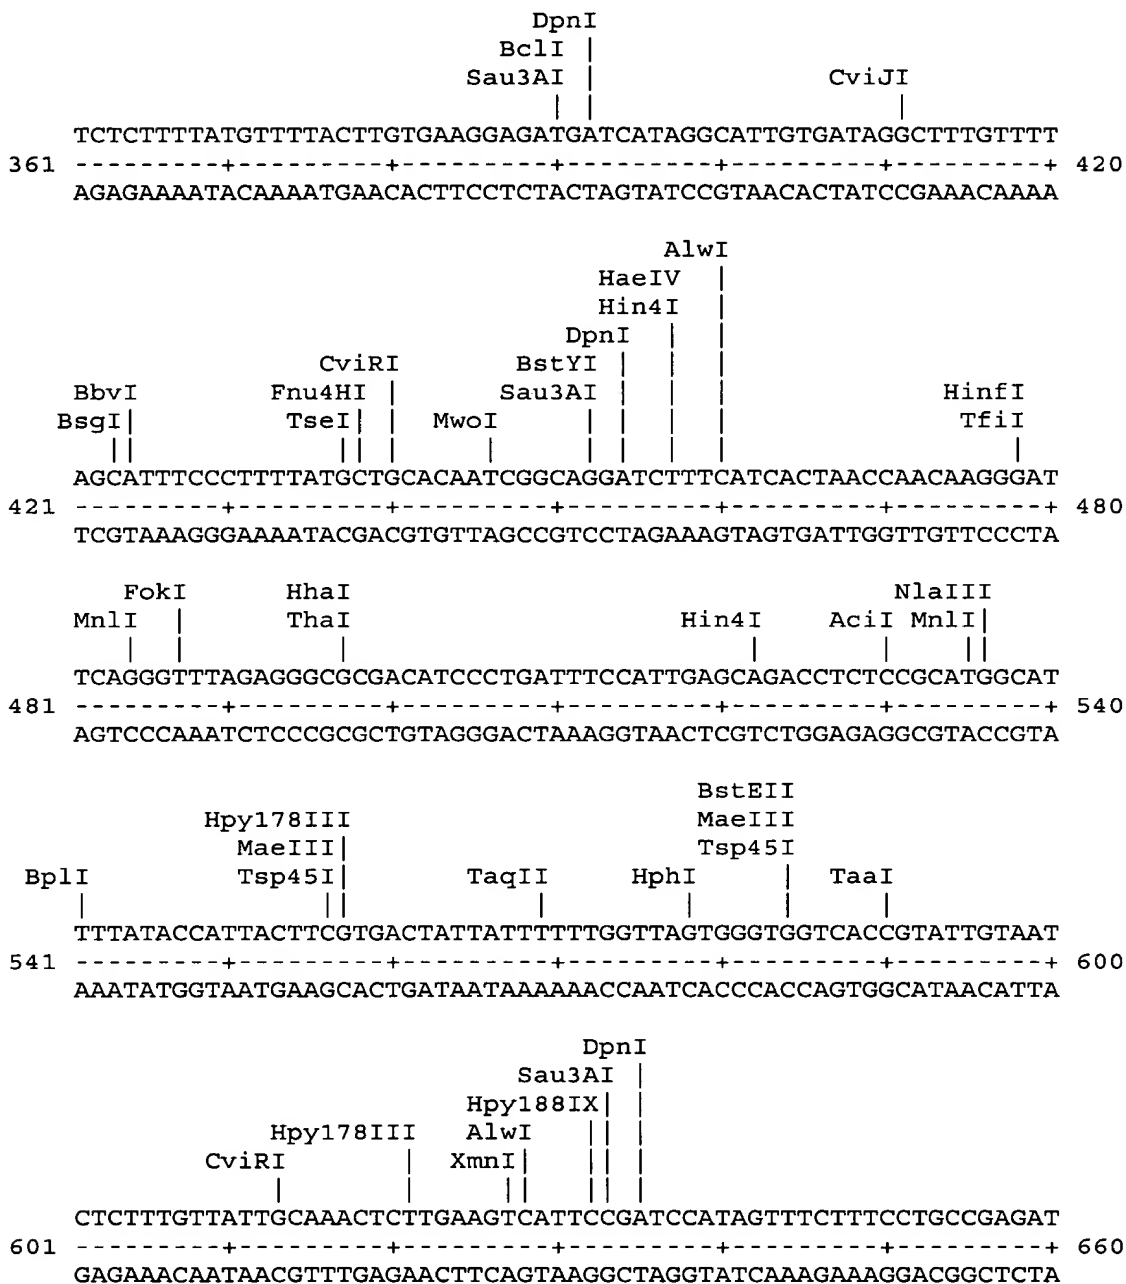 DpnI
BclI |
Sau3AI | CviJI
| | |
TCTCTTTTATGTTTTACTTGTGAAGGAGATGATCATAGGCATTGTGATAGGCTTTGTTTT
361 ---------+---------+---------+---------+---------+---------+ 420
AGAGAAAATACAAAATGAACACTTCCTCTACTAGTATCCGTAACACTATCCGAAACAAAA
AlwI
HaeIV |
Hin4I |
DpnI | |
CviRI BstYI | | |
BbvI Fnu4HI | Sau3AI | | | HinfI
BsgI| TseI| | MwoI | | | | TfiI
|| || | | | | | | |
AGCATTTCCCTTTTATGCTGCACAATCGGCAGGATCTTTCATCACTAACCAACAAGGGAT
421 ---------+---------+---------+---------+---------+---------+ 480
TCGTAAAGGGAAAATACGACGTGTTAGCCGTCCTAGAAAGTAGTGATTGGTTGTTCCCTA
FokI HhaI NlaIII
MnlI | ThaI Hin4I AciI MnlI|
| | | | | ||
TCAGGGTTTAGAGGGCGCGACATCCCTGATTTCCATTGAGCAGACCTCTCCGCATGGCAT
481 ---------+---------+---------+---------+---------+---------+ 540
AGTCCCAAATCTCCCGCGCTGTAGGGACTAAAGGTAACTCGTCTGGAGAGGCGTACCGTA
BstEII
Hpy178III MaeIII
MaeIII| Tsp45I
BplI Tsp45I| TaqII HphI | TaaI
| || | | | |
TTTATACCATTACTTCGTGACTATTATTTTTTGGTTAGTGGGTGGTCACCGTATTGTAAT
541 ---------+---------+---------+---------+---------+---------+ 600
AAATATGGTAATGAAGCACTGATAATAAAAAACCAATCACCCACCAGTGGCATAACATTA
DpnI
Sau3AI |
Hpy188IX| |
Hpy178III AlwI || |
CviRI | XmnI| || |
| | || || |
CTCTTTGTTATTGCAAACTCTTGAAGTCATTCCGATCCATAGTTTCTTTCCTGCCGAGAT
601 ---------+---------+---------+---------+---------+---------+ 660
GAGAAACAATAACGTTTGAGAACTTCAGTAAGGCTAGGTATCAAAGAAAGGACGGCTCTA